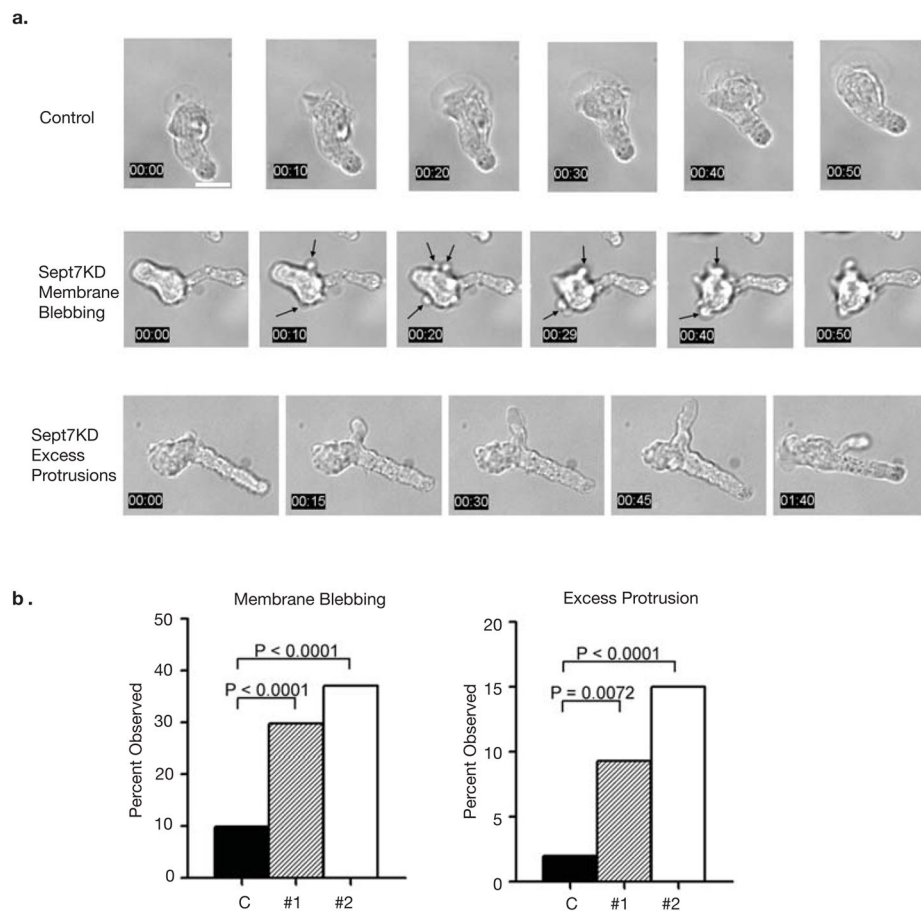 a.
Control
00:00
00:10
00:20
00:30
00:40
00:50
Sept7KD
Membrane
Blebbing
00:00
00:10
00:20
00:29
00:40
00:50
Sept7KD
Excess
Protrusions
00:00
00:15
00:30
00:45
01:40
b.
Membrane Blebbing
Percent Observed
50
40
30
20
10
0
P < 0.0001
P < 0.0001
C
#1
#2
Excess Protrusion
Percent Observed
20
15
10
5
0
P < 0.0001
P = 0.0072
C
#1
#2